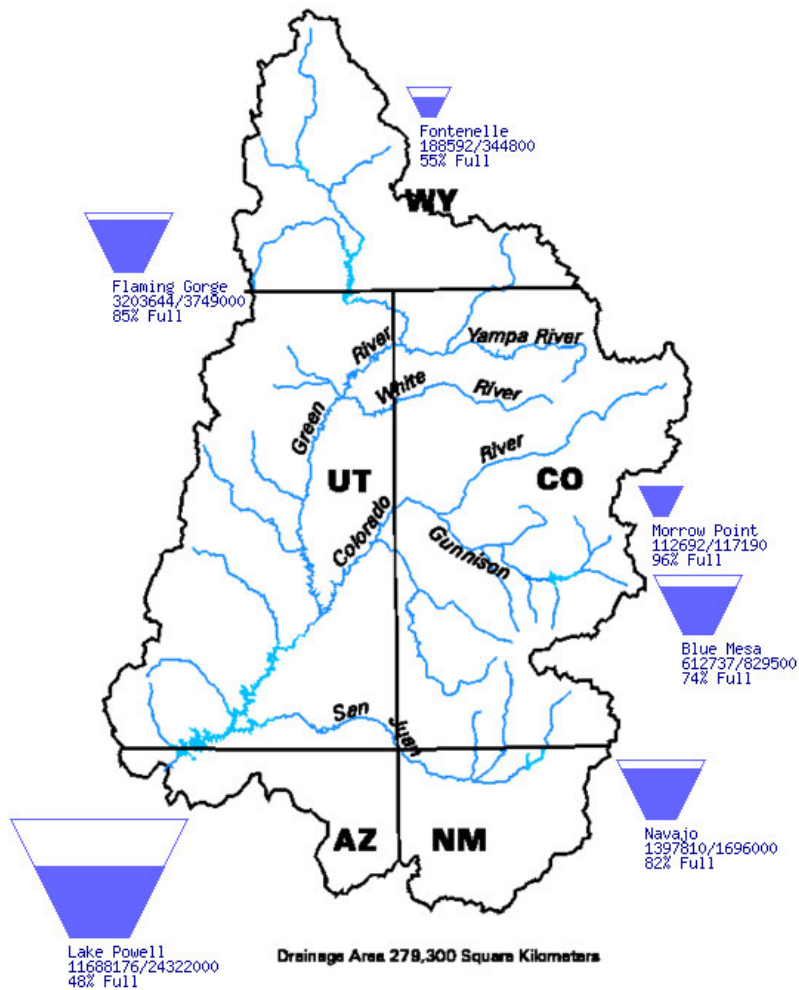 Fontenelle
188592/344800
55% Full
WY
Flaming Gorge
3203644/3749000
85% Full
Yampa River
River
White
River
Green
River
UT
CO
Colorado
Gunnison
Morrow Point
112692/117190
96% Full
Blue Mesa
612737/829500
74% Full
San
Juan
Navajo
1397810/1696000
82% Full
AZ
NM
Lake Powell
11688176/24322000
48% Full
Drainage Area 279,300 Square Kilometers